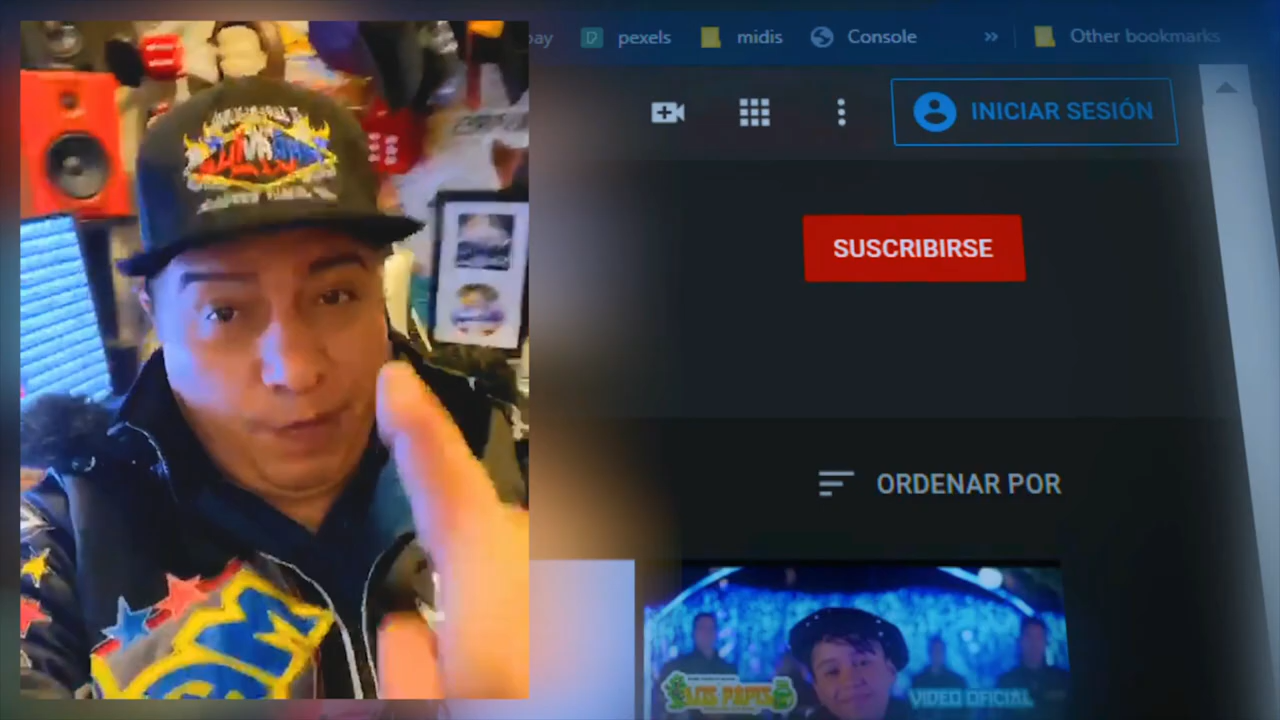 pexels
midis
Console
»
Other bookmarks
INICIAR SESIÓN
SUSCRIBIRSE
ORDENAR POR
LOS PAPIS
VIDEO OFICIAL